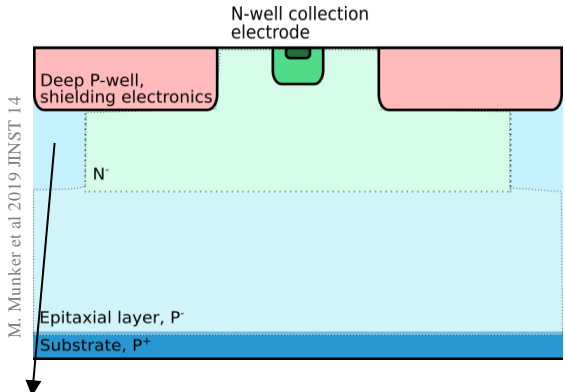 N-well collection
electrode
Deep P-well,
shielding electronics
N⁻
Epitaxial layer, P⁻
Substrate, P⁺
M. Munker et al 2019 JINST 14